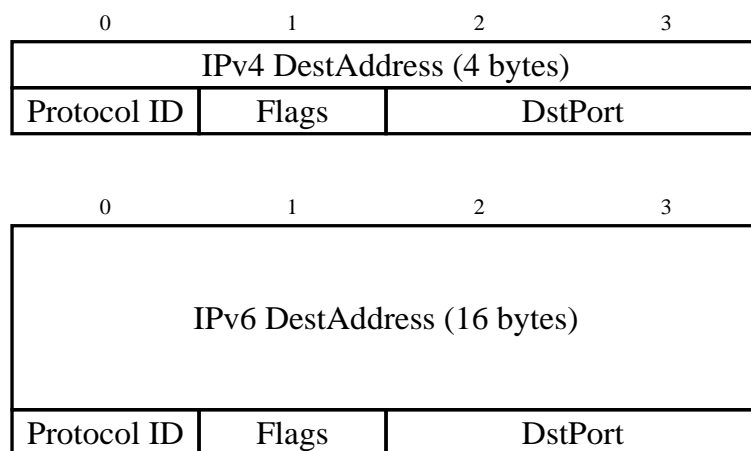 0 1 2 3
IPv4 DestAddress (4 bytes)
Protocol ID Flags DstPort
0 1 2 3
IPv6 DestAddress (16 bytes)
Protocol ID Flags DstPort